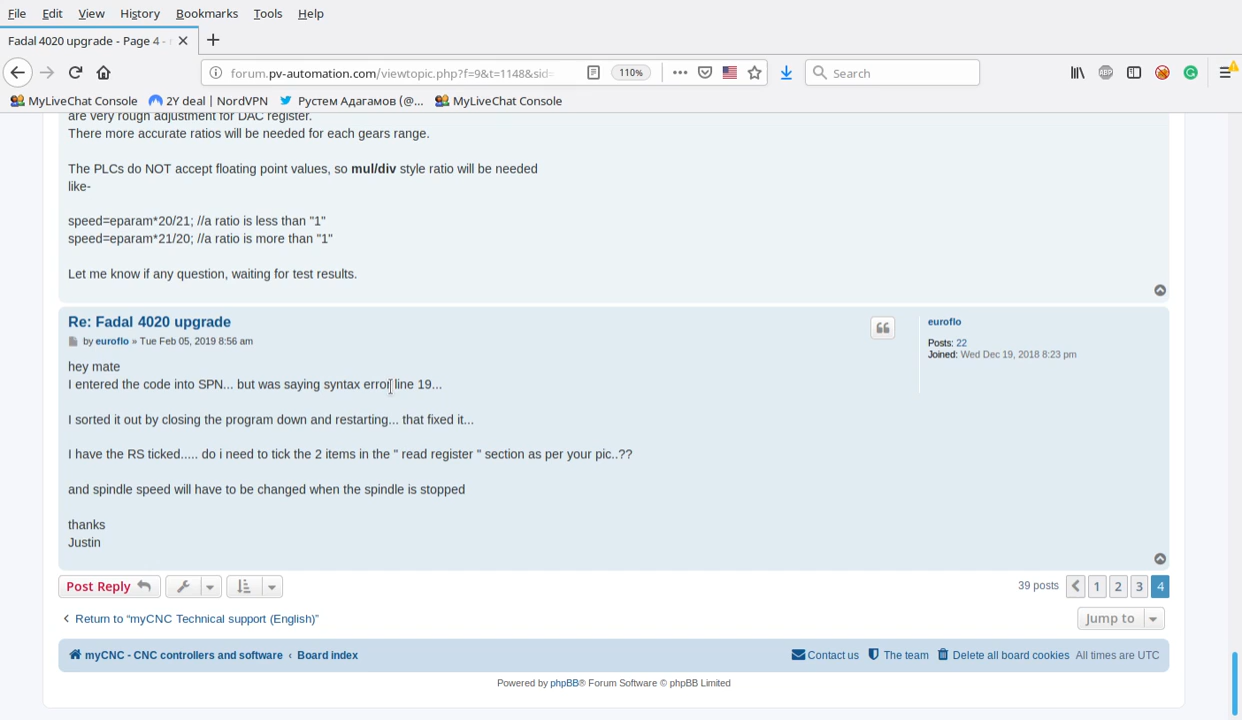 File Edit View History Bookmarks Tools Help
Fadal 4020 upgrade - Page 4 -
forum.pv-automation.com/viewtopic.php?f=9&t=1148&sid= 110% Search
MyLiveChat Console 2Y deal | NordVPN Рустем Адагамов (@... MyLiveChat Console
are very rough adjustment for DAC register.
There more accurate ratios will be needed for each gears range.
The PLCs do NOT accept floating point values, so mul/div style ratio will be needed
like-
speed=eparam*20/21; //a ratio is less than "1"
speed=eparam*21/20; //a ratio is more than "1"
Let me know if any question, waiting for test results.
Re: Fadal 4020 upgrade
by euroflo » Tue Feb 05, 2019 8:56 am
hey mate
I entered the code into SPN... but was saying syntax error line 19...
I sorted it out by closing the program down and restarting... that fixed it...
I have the RS ticked..... do i need to tick the 2 items in the " read register " section as per your pic..??
and spindle speed will have to be changed when the spindle is stopped
thanks
Justin
euroflo
Posts: 22
Joined: Wed Dec 19, 2018 8:23 pm
Post Reply
39 posts 1 2 3 4
Return to “myCNC Technical support (English)”
Jump to
myCNC - CNC controllers and software ‹ Board index
Contact us The team Delete all board cookies All times are UTC
Powered by phpBB® Forum Software © phpBB Limited